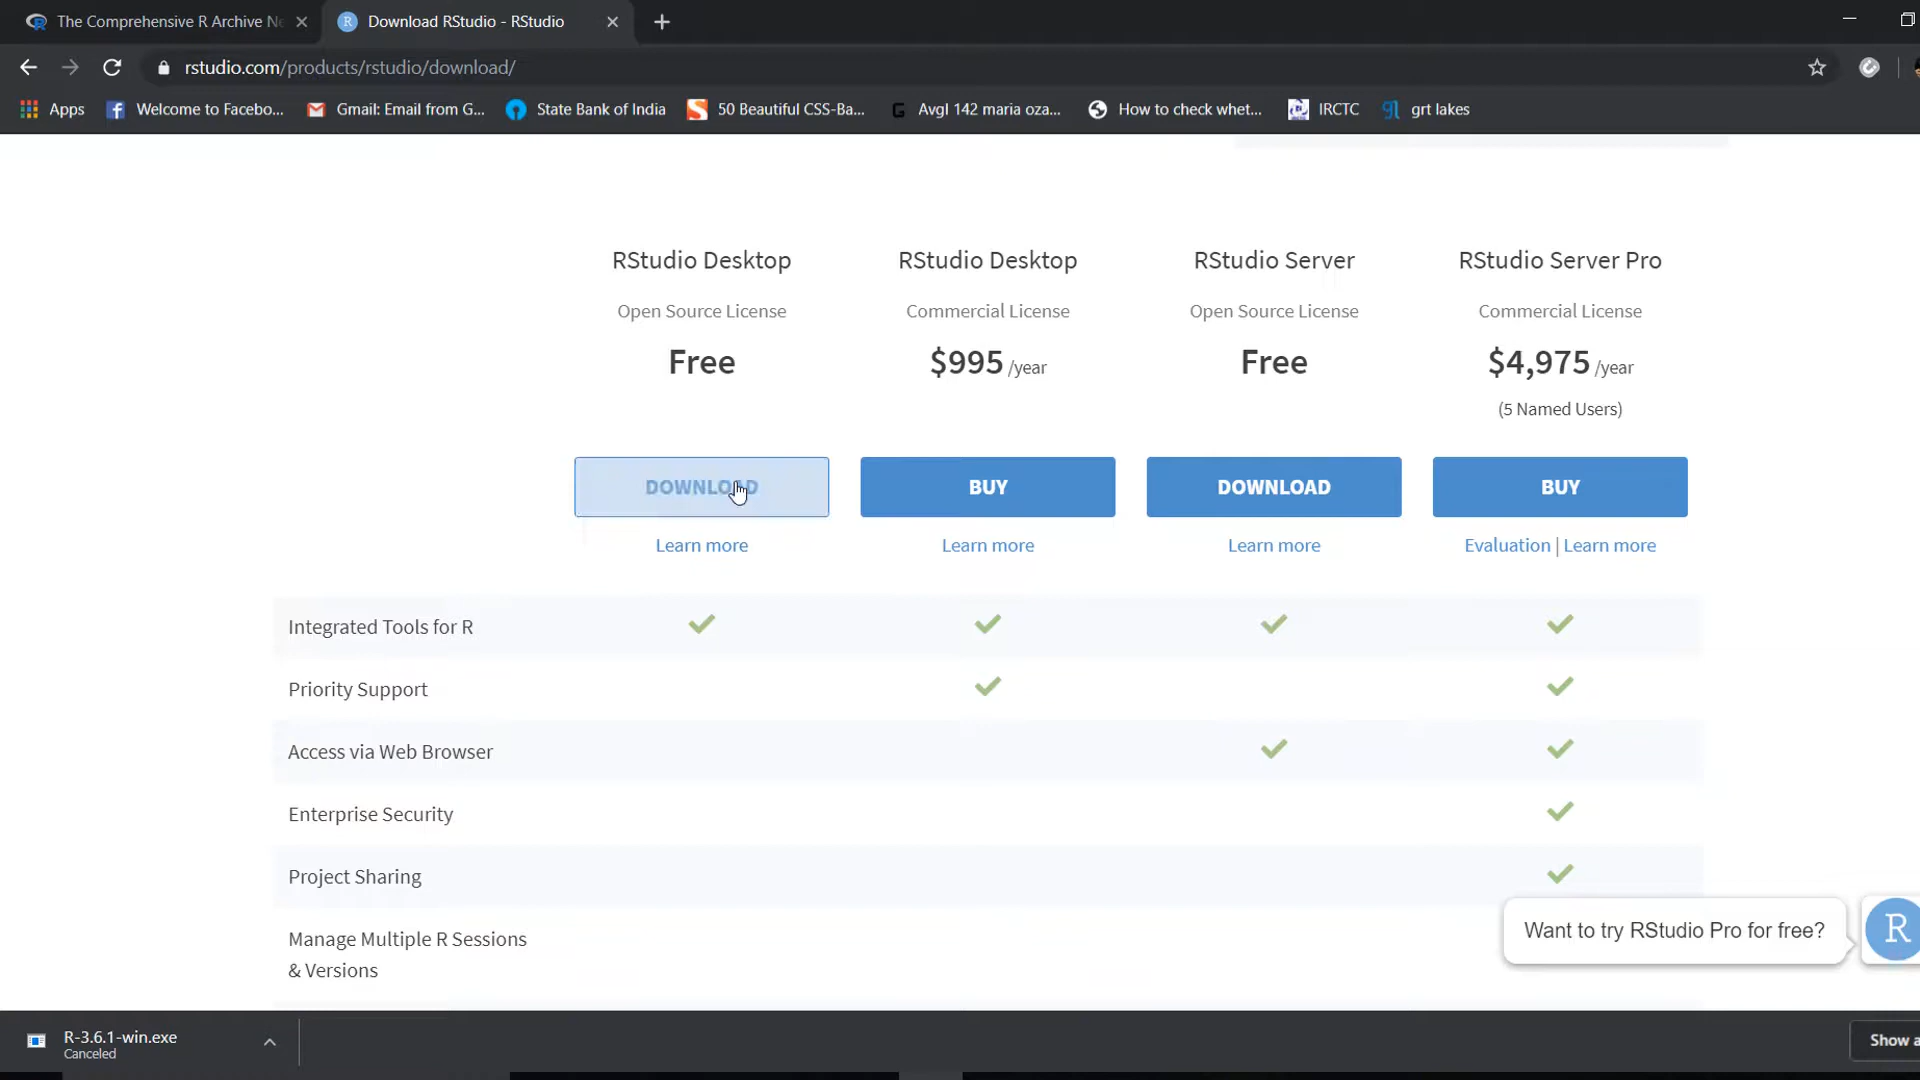 The Comprehensive R Archive Ne
R Download RStudio - RStudio
rstudio.com/products/rstudio/download/
Apps Welcome to Facebo... Gmail: Email from G... State Bank of India 50 Beautiful CSS-Ba... Avgl 142 maria oza... How to check whet... IRCTC grt lakes
RStudio Desktop RStudio Desktop RStudio Server RStudio Server Pro
Open Source License Commercial License Open Source License Commercial License
Free $995 /year Free $4,975 /year
(5 Named Users)
DOWNLOAD BUY DOWNLOAD BUY
Learn more Learn more Learn more Evaluation | Learn more
Integrated Tools for R
Priority Support
Access via Web Browser
Enterprise Security
Project Sharing
Want to try RStudio Pro for free? R
Manage Multiple R Sessions
& Versions
R-3.6.1-win.exe
Canceled
Show a